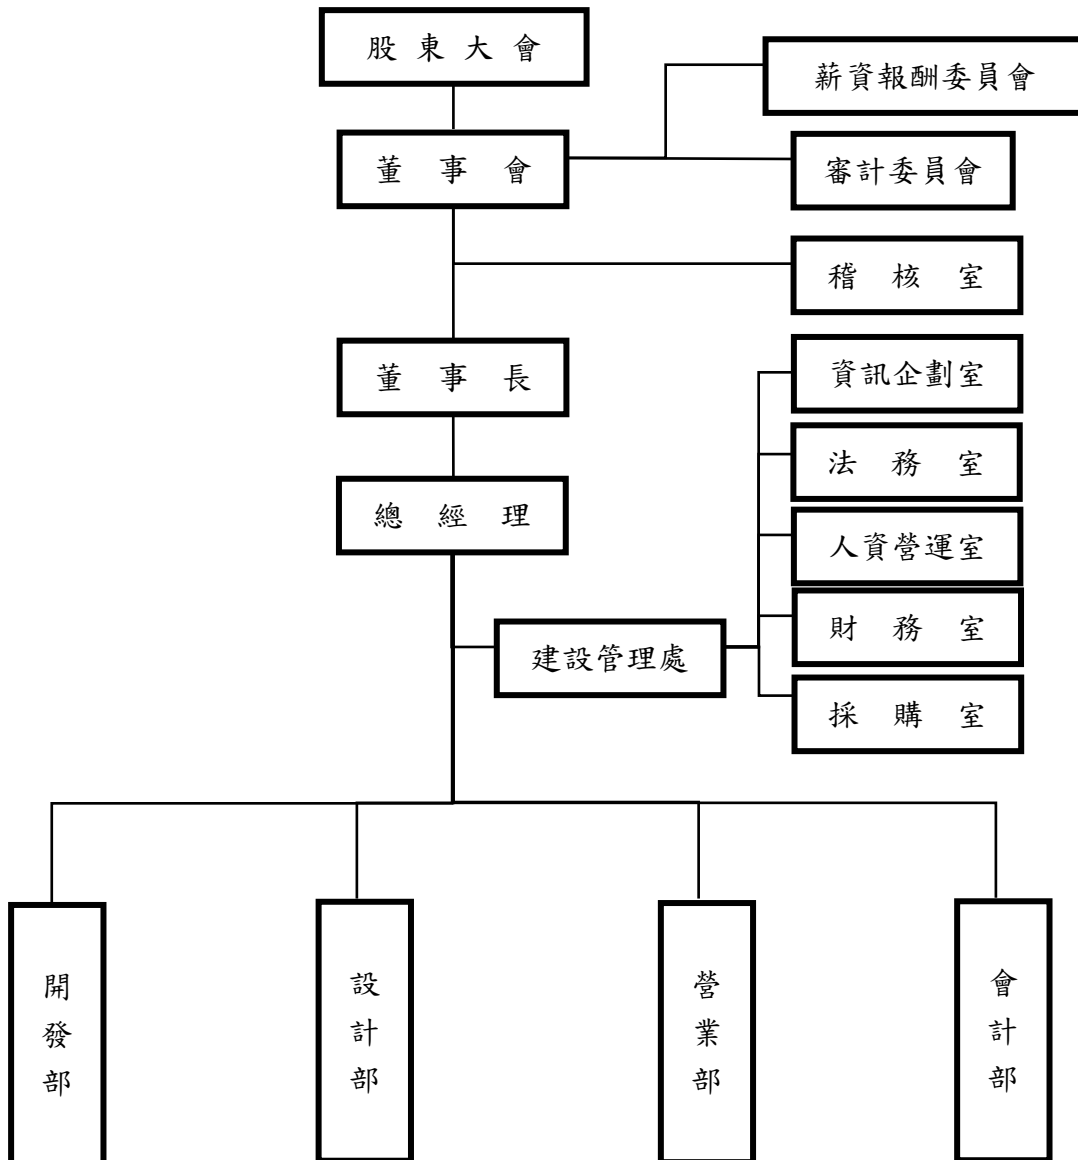 股東大會
薪資報酬委員會
董事會
審計委員會
稽核室
董事長
資訊企劃室
法務室
總經理
人資營運室
財務室
建設管理處
採購室
開發部
設計部
營業部
會計部